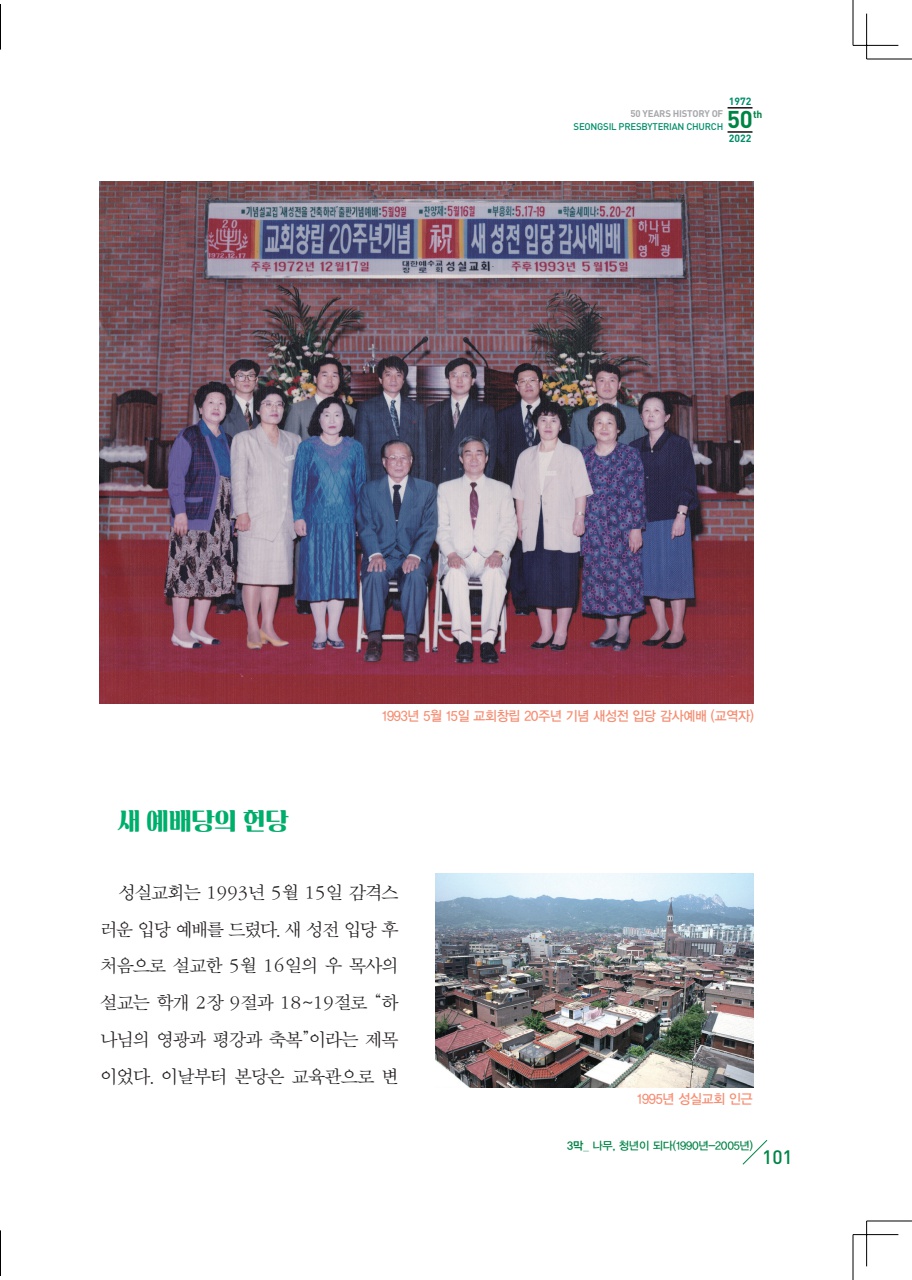 1972
50 YEARS HISTORY OF
SEONGSIL PRESBYTERIAN CHURCH
50th
2022
▪기념설교집 '새성전을 건축하라' 출판기념예배:5월9일 ▪찬양제:5월16일 ▪부흥회:5.17-19 ▪학술세미나:5.20-21
20
1972.12.17
교회창립 20주년기념 祝 새 성전 입당 감사예배
하나님
께
영광
주후1972년 12월17일 대한예수교장로회 성실교회 주후1993년 5월15일
1993년 5월 15일 교회창립 20주년 기념 새성전 입당 감사예배 (교역자)
새 예배당의 헌당
성실교회는 1993년 5월 15일 감격스
러운 입당 예배를 드렸다. 새 성전 입당 후
처음으로 설교한 5월 16일의 우 목사의
설교는 학개 2장 9절과 18~19절로 “하
나님의 영광과 평강과 축복”이라는 제목
이었다. 이날부터 본당은 교육관으로 변
1995년 성실교회 인근
3막_ 나무, 청년이 되다(1990년-2005년)
101